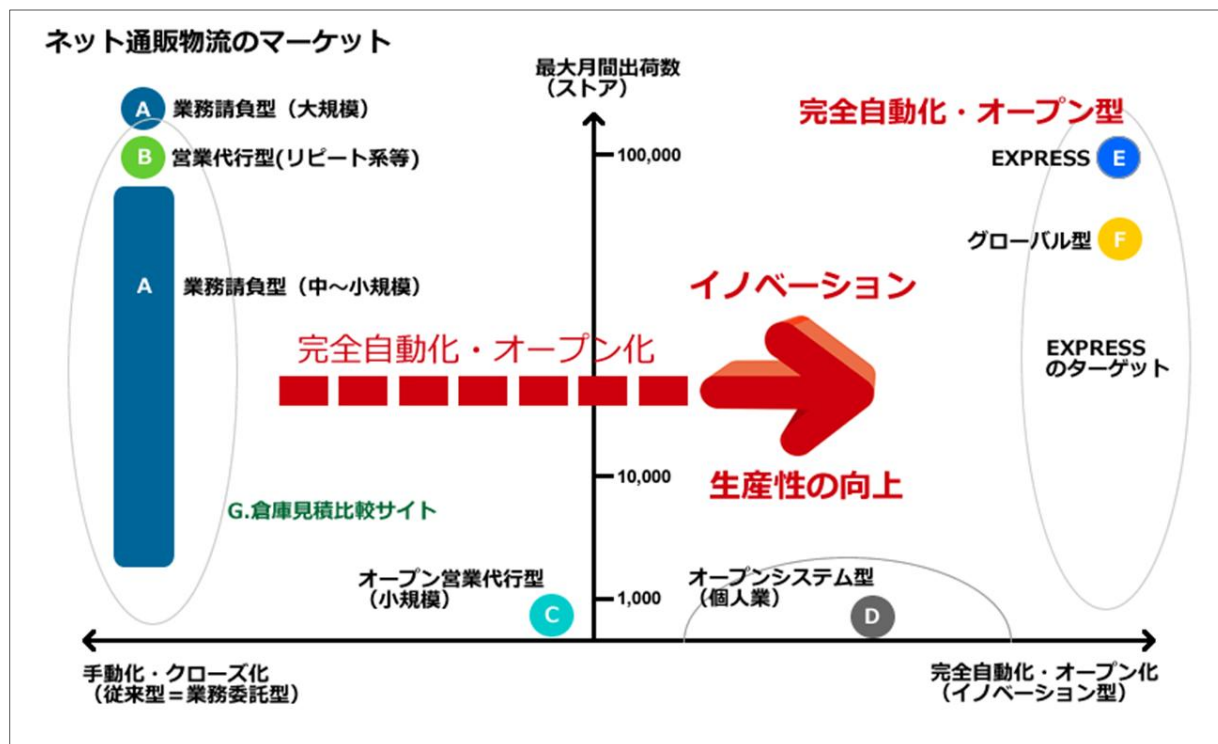 ネット通販物流のマーケット
最大月間出荷数
（ストア）
A 業務請負型（大規模）
完全自動化・オープン型
B 営業代行型(リピート系等)
100,000
EXPRESS E
グローバル型 F
A 業務請負型（中～小規模）
イノベーション
完全自動化・オープン化
EXPRESS
のターゲット
10,000
生産性の向上
G.倉庫見積比較サイト
オープン営業代行型
（小規模）
C
1,000
オープンシステム型
（個人業）
D
手動化・クローズ化
（従来型＝業務委託型）
完全自動化・オープン化
（イノベーション型）